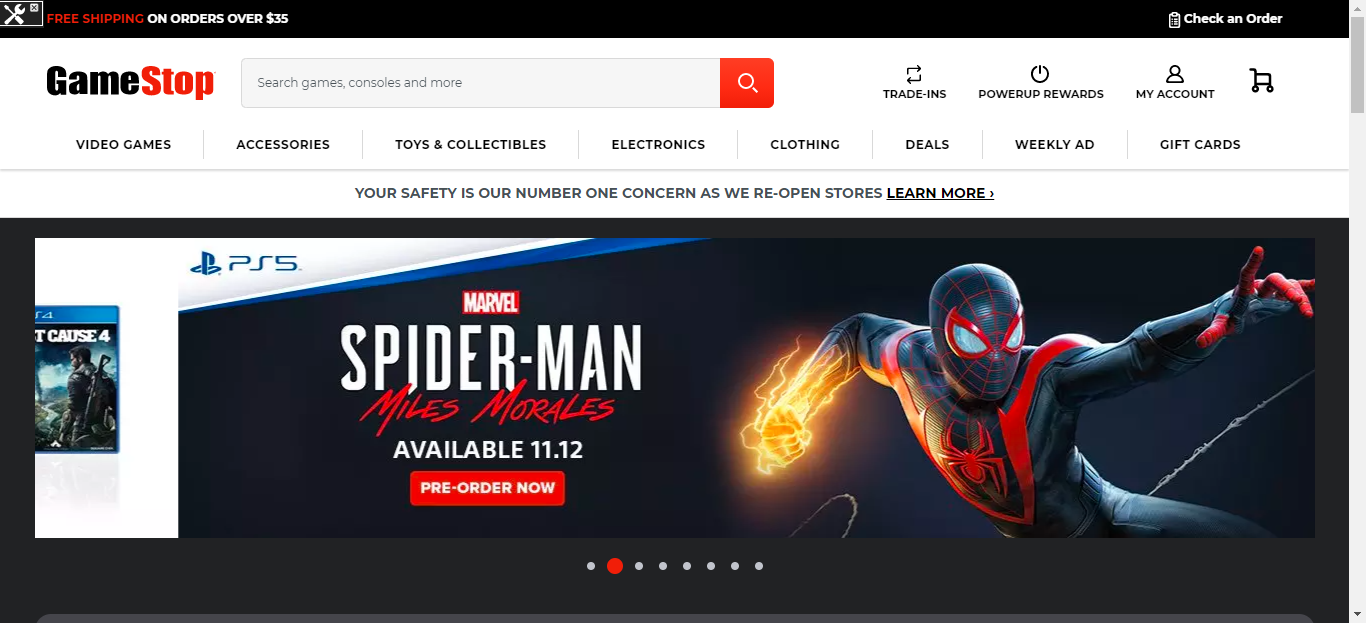 FREE SHIPPING ON ORDERS OVER $35
Check an Order
GameStop
Search games, consoles and more
TRADE-INS
POWERUP REWARDS
MY ACCOUNT
VIDEO GAMES
ACCESSORIES
TOYS & COLLECTIBLES
ELECTRONICS
CLOTHING
DEALS
WEEKLY AD
GIFT CARDS
YOUR SAFETY IS OUR NUMBER ONE CONCERN AS WE RE-OPEN STORES LEARN MORE ›
PS5
MARVEL
SPIDER-MAN
MILES MORALES
AVAILABLE 11.12
PRE-ORDER NOW
T CAUSE 4